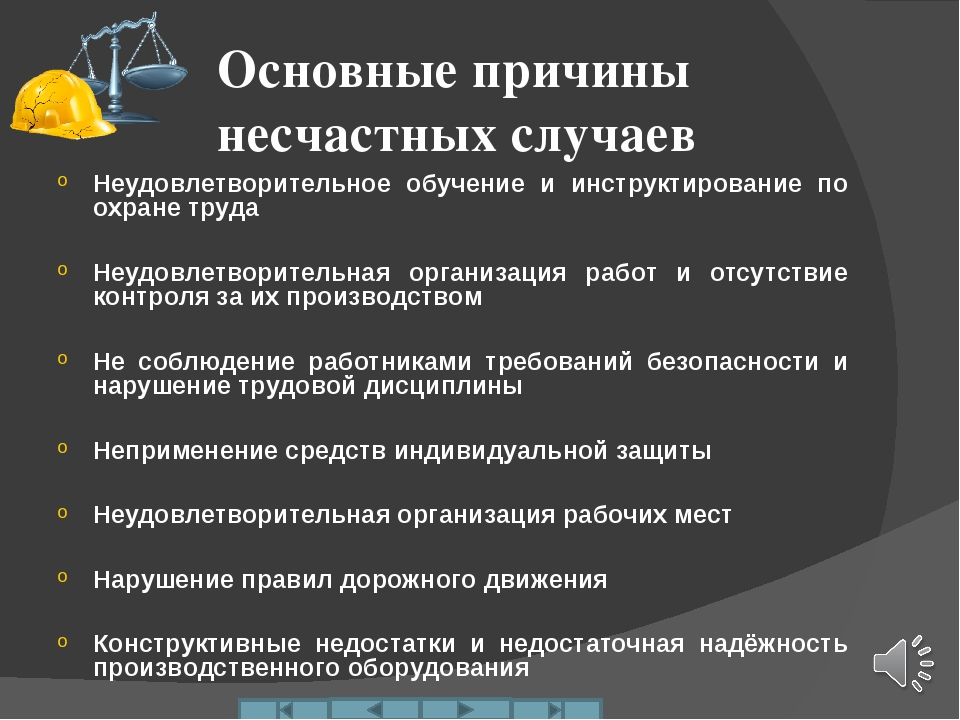 Основные причины
несчастных случаев
o Неудовлетворительное обучение и инструктирование по
охране труда
o Неудовлетворительная организация работ и отсутствие
контроля за их производством
o Не соблюдение работниками требований безопасности и
нарушение трудовой дисциплины
o Неприменение средств индивидуальной защиты
o Неудовлетворительная организация рабочих мест
o Нарушение правил дорожного движения
o Конструктивные недостатки и недостаточная надёжность
производственного оборудования